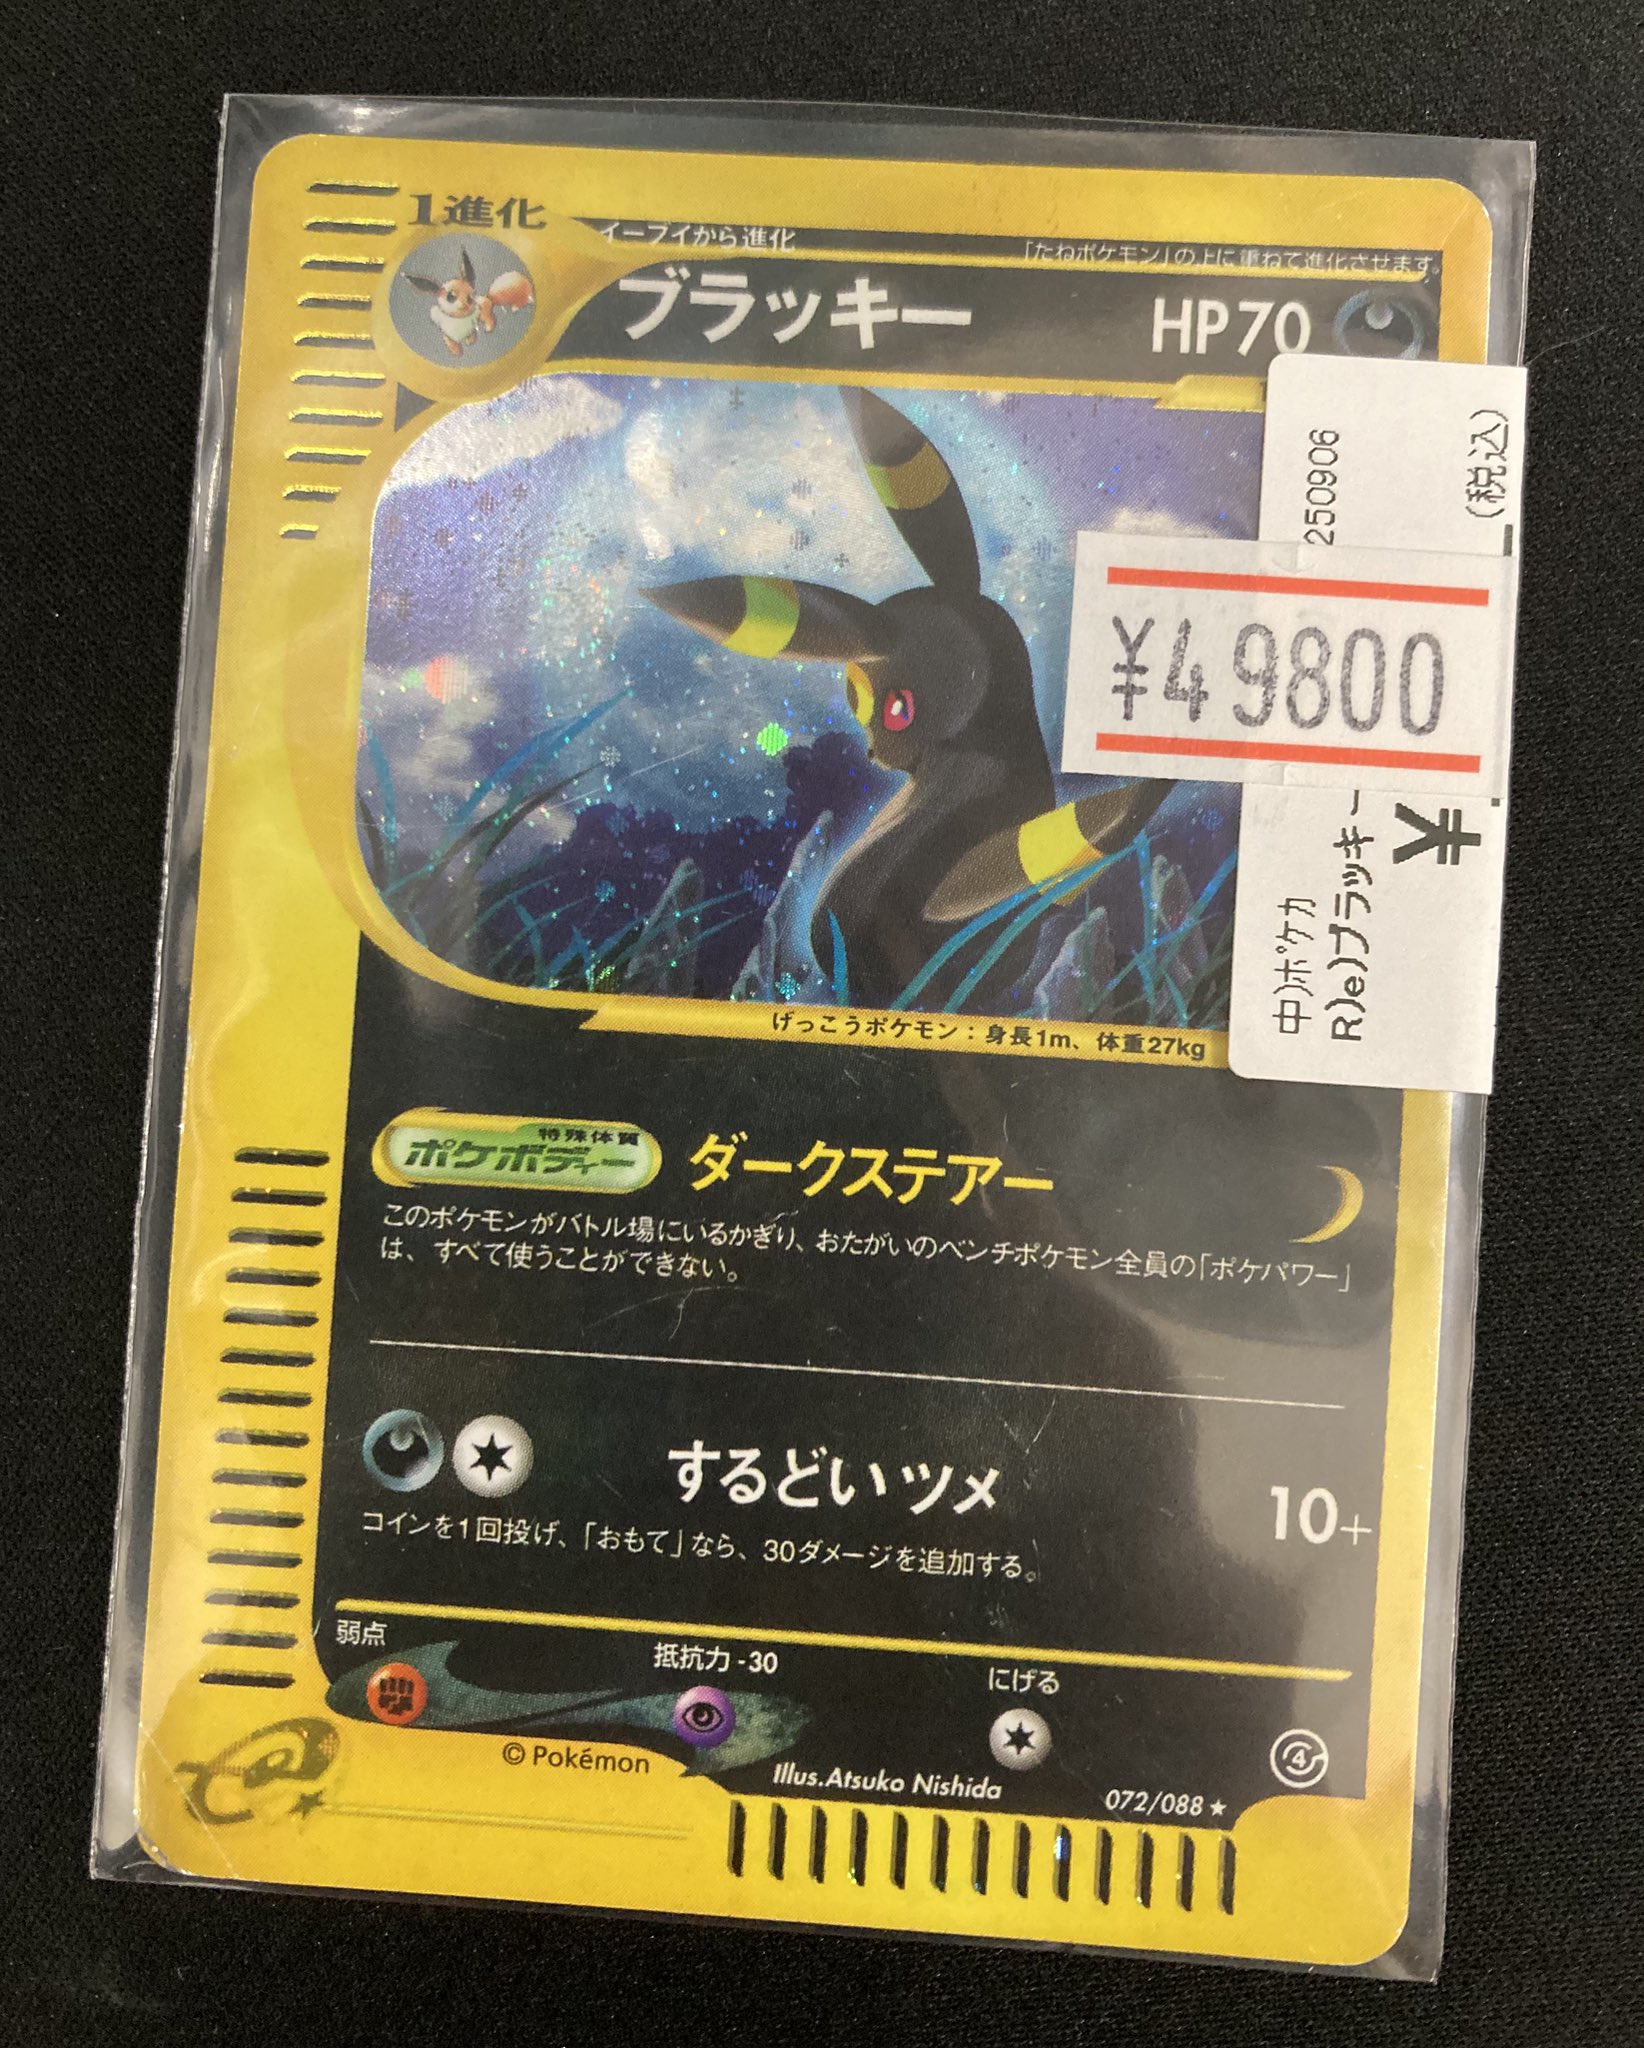 1進化
イーブイから進化
「たねポケモン」の上に重ねて進化させます。
ブラッキー HP70
250906
(税込)
¥49800
¥
中)ポケカ
R)e)ブラッキー
げっこうポケモン：身長1m、体重27kg
特殊体質
ポケボディー
ダークステアー
このポケモンがバトル場にいるかぎり、おたがいのベンチポケモン全員の「ポケパワー」
は、すべて使うことができない。
するどいツメ 10+
コインを1回投げ、「おもて」なら、30ダメージを追加する。
弱点 抵抗力 -30 にげる
© Pokémon
Illus.Atsuko Nishida
072/088★
4